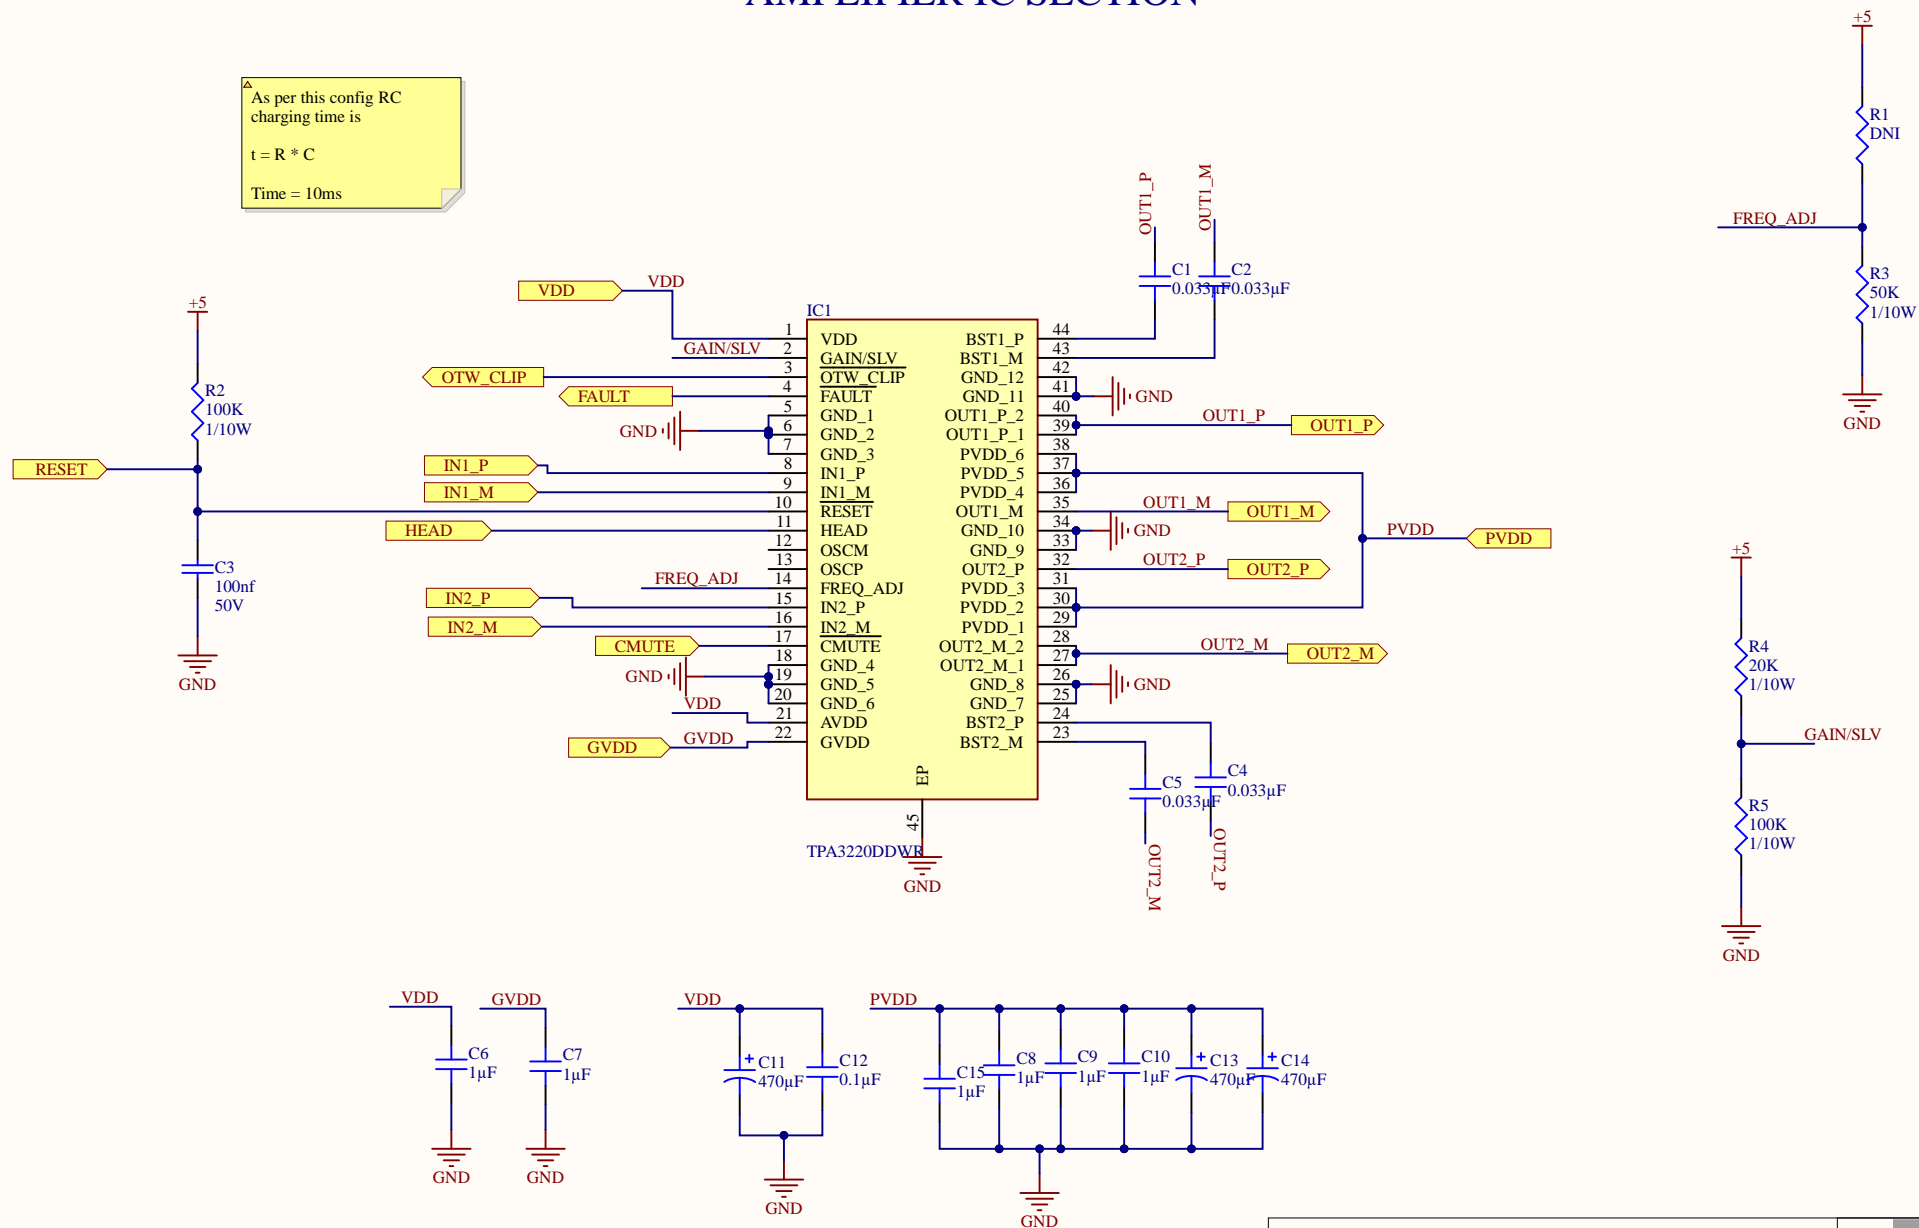 AMPLIFIER IC SECTION
As per this config RC
charging time is
t = R * C
Time = 10ms
+5
R1
DNI
FREQ_ADJ
R3
50K
1/10W
GND
OUT1_P
OUT1_M
C1
0.033µF
C2
0.033µF
VDD
VDD
IC1
+5
R2
100K
1/10W
RESET
C3
100nf
50V
GND
GAIN/SLV
OTW_CLIP
FAULT
GND
IN1_P
IN1_M
HEAD
FREQ_ADJ
IN2_P
IN2_M
CMUTE
GND
VDD
GVDD
GVDD
1 VDD
2 GAIN/SLV
3 OTW_CLIP
4 FAULT
5 GND_1
6 GND_2
7 GND_3
8 IN1_P
9 IN1_M
10 RESET
11 HEAD
12 OSCM
13 OSCP
14 FREQ_ADJ
15 IN2_P
16 IN2_M
17 CMUTE
18 GND_4
19 GND_5
20 GND_6
21 AVDD
22 GVDD
BST1_P 44
BST1_M 43
GND_12 42
GND_11 41
OUT1_P_2 40
OUT1_P_1 39
PVDD_6 38
PVDD_5 37
PVDD_4 36
OUT1_M 35
GND_10 34
GND_9 33
OUT2_P 32
PVDD_3 31
PVDD_2 30
PVDD_1 29
OUT2_M_2 28
OUT2_M_1 27
GND_8 26
GND_7 25
BST2_P 24
BST2_M 23
EP
45
TPA3220DDWR
GND
GND
OUT1_P
OUT1_P
OUT1_M
OUT1_M
GND
OUT2_P
OUT2_P
PVDD
PVDD
OUT2_M
OUT2_M
GND
C5
0.033µF
C4
0.033µF
OUT2_M
OUT2_P
+5
R4
20K
1/10W
GAIN/SLV
R5
100K
1/10W
GND
VDD
C6
1µF
GND
GVDD
C7
1µF
GND
VDD
C11
470µF
C12
0.1µF
GND
PVDD
C15
1µF
C8
1µF
C9
1µF
C10
1µF
C13
470µF
C14
470µF
GND